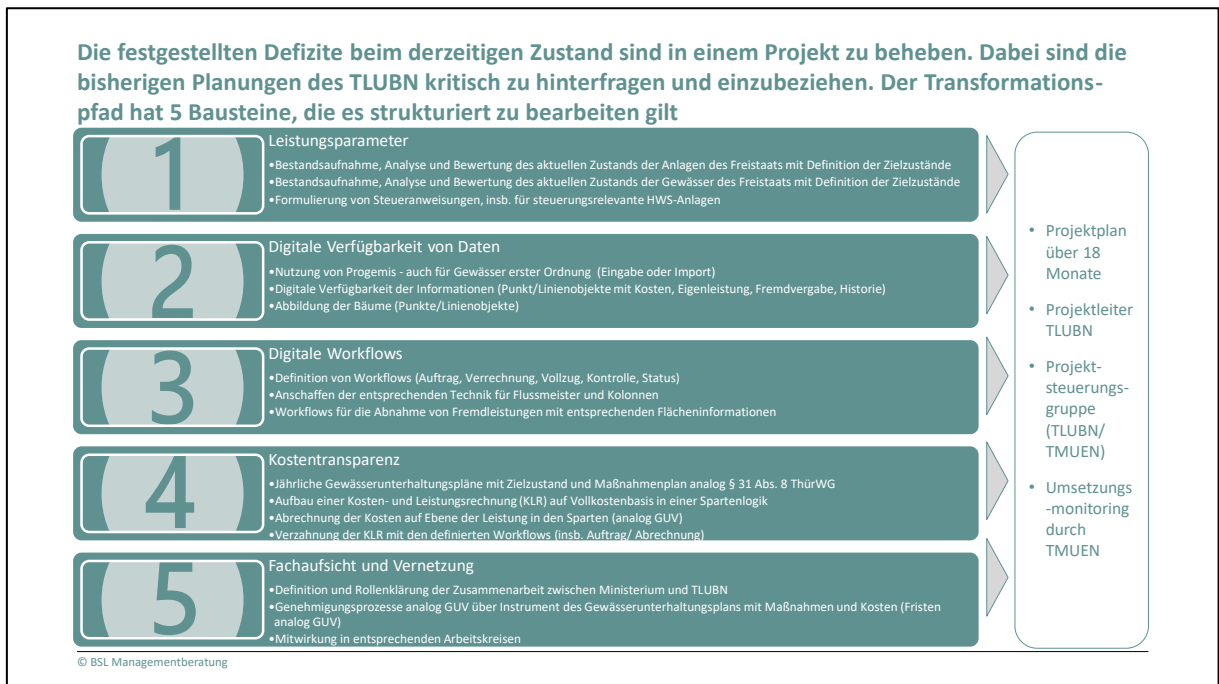 Die festgestellten Defizite beim derzeitigen Zustand sind in einem Projekt zu beheben. Dabei sind die
bisherigen Planungen des TLUBN kritisch zu hinterfragen und einzubeziehen. Der Transformations-
pfad hat 5 Bausteine, die es strukturiert zu bearbeiten gilt
1
Leistungsparameter
•Bestandsaufnahme, Analyse und Bewertung des aktuellen Zustands der Anlagen des Freistaats mit Definition der Zielzustände
•Bestandsaufnahme, Analyse und Bewertung des aktuellen Zustands der Gewässer des Freistaats mit Definition der Zielzustände
•Formulierung von Steueranweisungen, insb. für steuerungsrelevante HWS-Anlagen
2
Digitale Verfügbarkeit von Daten
•Nutzung von Progemis - auch für Gewässer erster Ordnung (Eingabe oder Import)
•Digitale Verfügbarkeit der Informationen (Punkt/Linienobjekte mit Kosten, Eigenleistung, Fremdvergabe, Historie)
•Abbildung der Bäume (Punkte/Linienobjekte)
3
Digitale Workflows
•Definition von Workflows (Auftrag, Verrechnung, Vollzug, Kontrolle, Status)
•Anschaffen der entsprechenden Technik für Flussmeister und Kolonnen
•Workflows für die Abnahme von Fremdleistungen mit entsprechenden Flächeninformationen
4
Kostentransparenz
•Jährliche Gewässerunterhaltungspläne mit Zielzustand und Maßnahmenplan analog § 31 Abs. 8 ThürWG
•Aufbau einer Kosten- und Leistungsrechnung (KLR) auf Vollkostenbasis in einer Spartenlogik
•Abrechnung der Kosten auf Ebene der Leistung in den Sparten (analog GUV)
•Verzahnung der KLR mit den definierten Workflows (insb. Auftrag/ Abrechnung)
5
Fachaufsicht und Vernetzung
•Definition und Rollenklärung der Zusammenarbeit zwischen Ministerium und TLUBN
•Genehmigungsprozesse analog GUV über Instrument des Gewässerunterhaltungsplans mit Maßnahmen und Kosten (Fristen
analog GUV)
•Mitwirkung in entsprechenden Arbeitskreisen
• Projektplan
über 18
Monate
• Projektleiter
TLUBN
• Projekt-
steuerungs-
gruppe
(TLUBN/
TMUEN)
• Umsetzungs
-monitoring
durch
TMUEN
© BSL Managementberatung